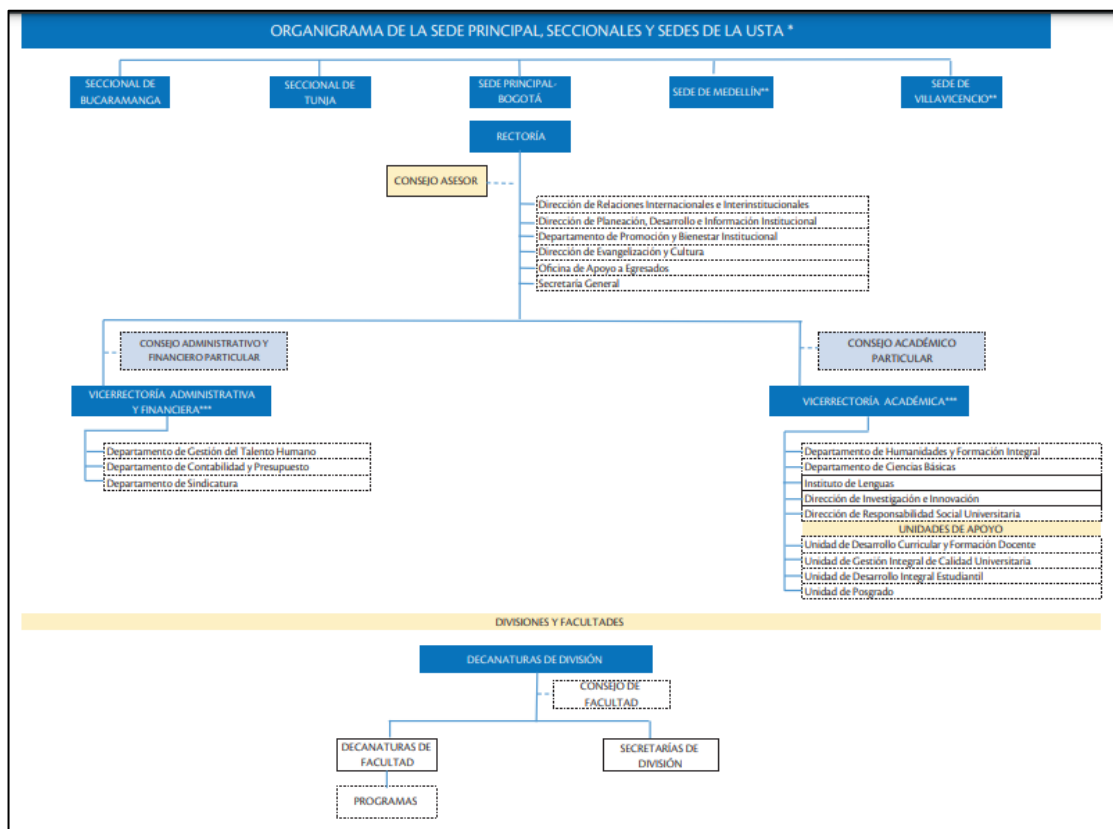 ORGANIGRAMA DE LA SEDE PRINCIPAL, SECCIONALES Y SEDES DE LA USTA *
SECCIONAL DE
BUCARAMANGA
SECCIONAL DE
TUNJA
SEDE PRINCIPAL-
BOGOTÁ
SEDE DE MEDELLÍN**
SEDE DE
VILLAVICENCIO**
RECTORÍA
CONSEJO ASESOR
Dirección de Relaciones Internacionales e Interinstitucionales
Dirección de Planeación, Desarrollo e Información Institucional
Departamento de Promoción y Bienestar Institucional
Dirección de Evangelización y Cultura
Oficina de Apoyo a Egresados
Secretaría General
CONSEJO ADMINISTRATIVO Y
FINANCIERO PARTICULAR
CONSEJO ACADÉMICO
PARTICULAR
VICERRECTORÍA ADMINISTRATIVA
Y FINANCIERA***
VICERRECTORÍA ACADÉMICA***
Departamento de Gestión del Talento Humano
Departamento de Contabilidad y Presupuesto
Departamento de Sindicatura
Departamento de Humanidades y Formación Integral
Departamento de Ciencias Básicas
Instituto de Lenguas
Dirección de Investigación e Innovación
Dirección de Responsabilidad Social Universitaria
UNIDADES DE APOYO
Unidad de Desarrollo Curricular y Formación Docente
Unidad de Gestión Integral de Calidad Universitaria
Unidad de Desarrollo Integral Estudiantil
Unidad de Posgrado
DIVISIONES Y FACULTADES
DECANATURAS DE DIVISIÓN
CONSEJO DE
FACULTAD
DECANATURAS DE
FACULTAD
SECRETARÍAS DE
DIVISIÓN
PROGRAMAS